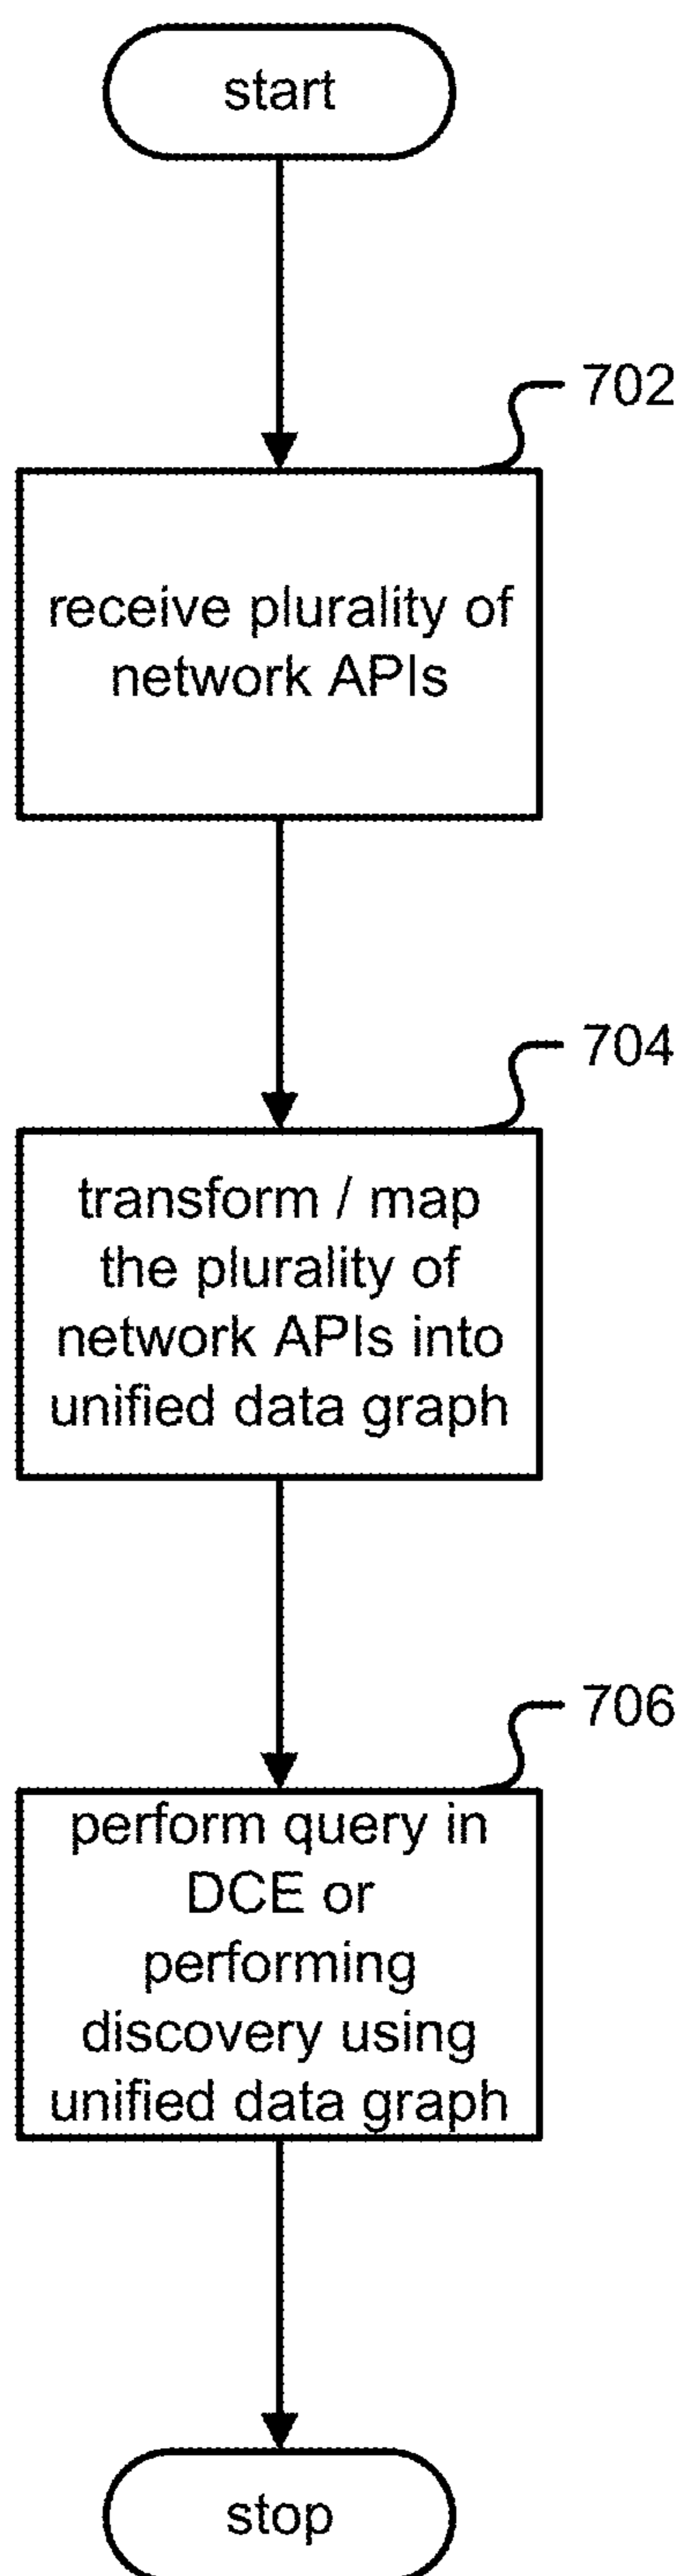 start
702
receive plurality of
network APIs
704
transform / map
the plurality of
network APIs into
unified data graph
706
perform query in
DCE or
performing
discovery using
unified data graph
stop